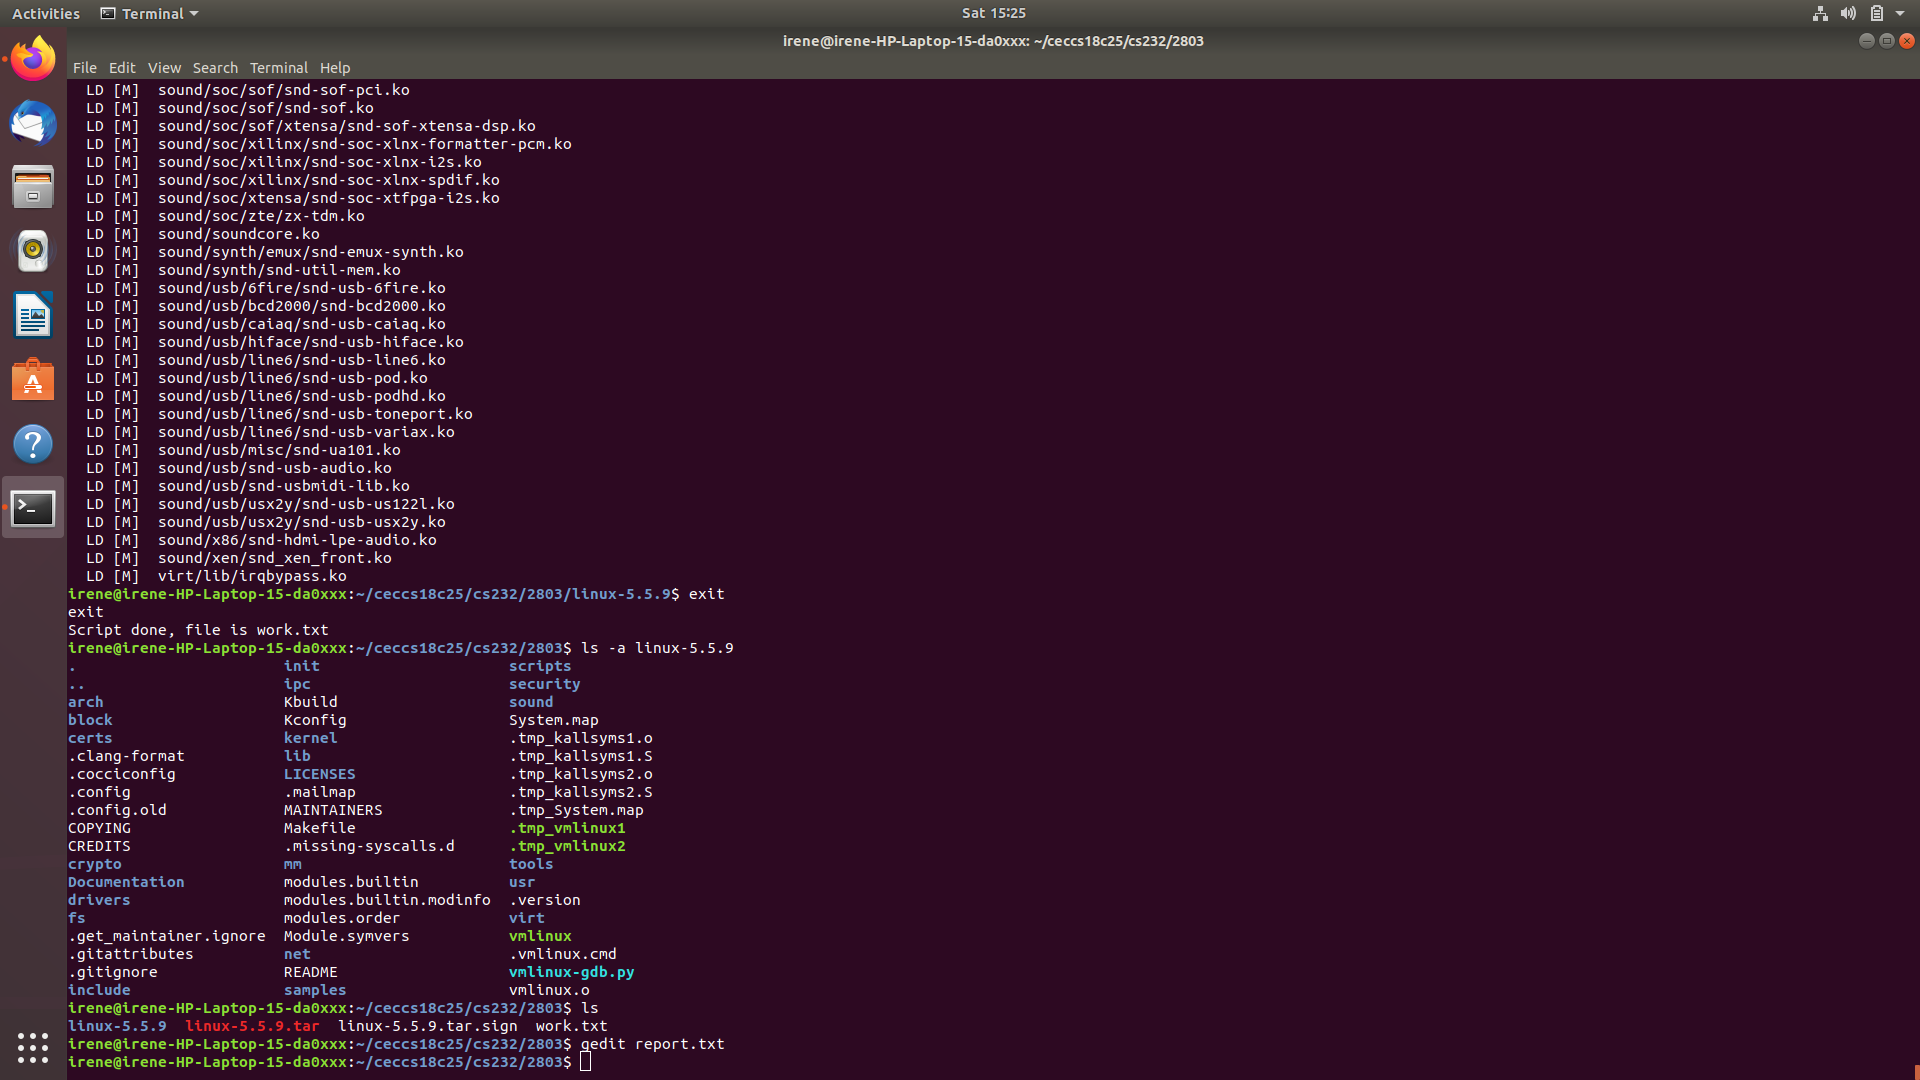 Activities Terminal Sat 15:25
irene@irene-HP-Laptop-15-da0xxx: ~/ceccs18c25/cs232/2803
File Edit View Search Terminal Help
LD [M] sound/soc/sof/snd-sof-pci.ko
LD [M] sound/soc/sof/snd-sof.ko
LD [M] sound/soc/sof/xtensa/snd-sof-xtensa-dsp.ko
LD [M] sound/soc/xilinx/snd-soc-xlnx-formatter-pcm.ko
LD [M] sound/soc/xilinx/snd-soc-xlnx-i2s.ko
LD [M] sound/soc/xilinx/snd-soc-xlnx-spdif.ko
LD [M] sound/soc/xtensa/snd-soc-xtfpga-i2s.ko
LD [M] sound/soc/zte/zx-tdm.ko
LD [M] sound/soundcore.ko
LD [M] sound/synth/emux/snd-emux-synth.ko
LD [M] sound/synth/snd-util-mem.ko
LD [M] sound/usb/6fire/snd-usb-6fire.ko
LD [M] sound/usb/bcd2000/snd-bcd2000.ko
LD [M] sound/usb/caiaq/snd-usb-caiaq.ko
LD [M] sound/usb/hiface/snd-usb-hiface.ko
LD [M] sound/usb/line6/snd-usb-line6.ko
LD [M] sound/usb/line6/snd-usb-pod.ko
LD [M] sound/usb/line6/snd-usb-podhd.ko
LD [M] sound/usb/line6/snd-usb-toneport.ko
LD [M] sound/usb/line6/snd-usb-variax.ko
LD [M] sound/usb/misc/snd-ua101.ko
LD [M] sound/usb/snd-usb-audio.ko
LD [M] sound/usb/snd-usbmidi-lib.ko
LD [M] sound/usb/usx2y/snd-usb-us122l.ko
LD [M] sound/usb/usx2y/snd-usb-usx2y.ko
LD [M] sound/x86/snd-hdmi-lpe-audio.ko
LD [M] sound/xen/snd_xen_front.ko
LD [M] virt/lib/irqbypass.ko
irene@irene-HP-Laptop-15-da0xxx:~/ceccs18c25/cs232/2803/linux-5.5.9$ exit
exit
Script done, file is work.txt
irene@irene-HP-Laptop-15-da0xxx:~/ceccs18c25/cs232/2803$ ls -a linux-5.5.9
. init scripts
.. ipc security
arch Kbuild sound
block Kconfig System.map
certs kernel .tmp_kallsyms1.o
.clang-format lib .tmp_kallsyms1.S
.cocciconfig LICENSES .tmp_kallsyms2.o
.config .mailmap .tmp_kallsyms2.S
.config.old MAINTAINERS .tmp_System.map
COPYING Makefile .tmp_vmlinux1
CREDITS .missing-syscalls.d .tmp_vmlinux2
crypto mm tools
Documentation modules.builtin usr
drivers modules.builtin.modinfo .version
fs modules.order virt
.get_maintainer.ignore Module.symvers vmlinux
.gitattributes net .vmlinux.cmd
.gitignore README vmlinux-gdb.py
include samples vmlinux.o
irene@irene-HP-Laptop-15-da0xxx:~/ceccs18c25/cs232/2803$ ls
linux-5.5.9 linux-5.5.9.tar linux-5.5.9.tar.sign work.txt
irene@irene-HP-Laptop-15-da0xxx:~/ceccs18c25/cs232/2803$ gedit report.txt
irene@irene-HP-Laptop-15-da0xxx:~/ceccs18c25/cs232/2803$